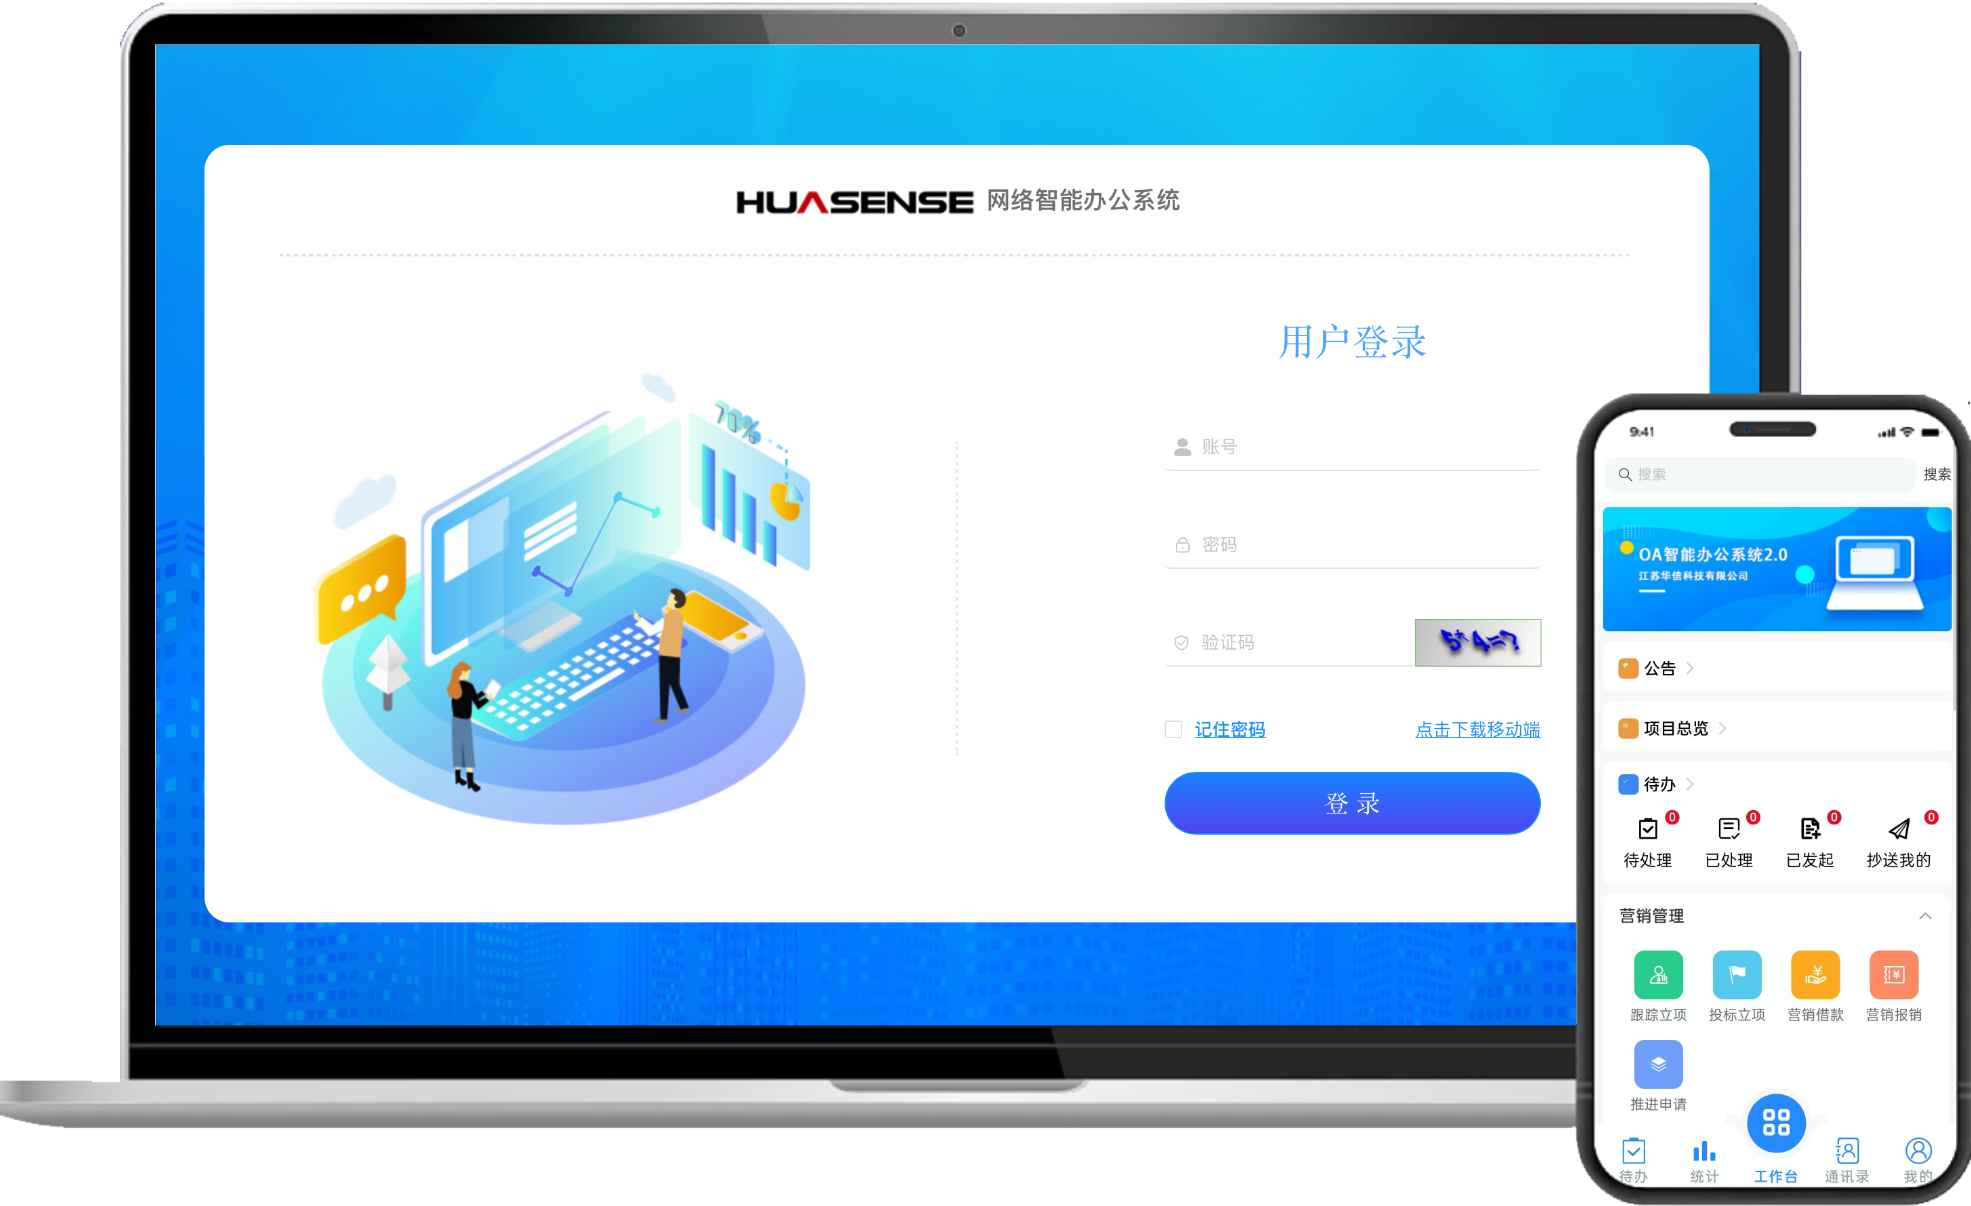 HUASENSE 网络智能办公系统
用户登录
70%
账号
密码
验证码
5*4=?
记住密码 点击下载移动端
登 录
9:41
搜索 搜索
OA智能办公系统2.0
江苏华信科技有限公司
公告
项目总览
待办
0 0 0 0
待处理 已处理 已发起 抄送我的
营销管理
跟踪立项 投标立项 营销借款 营销报销
推进申请
待办 统计 工作台 通讯录 我的